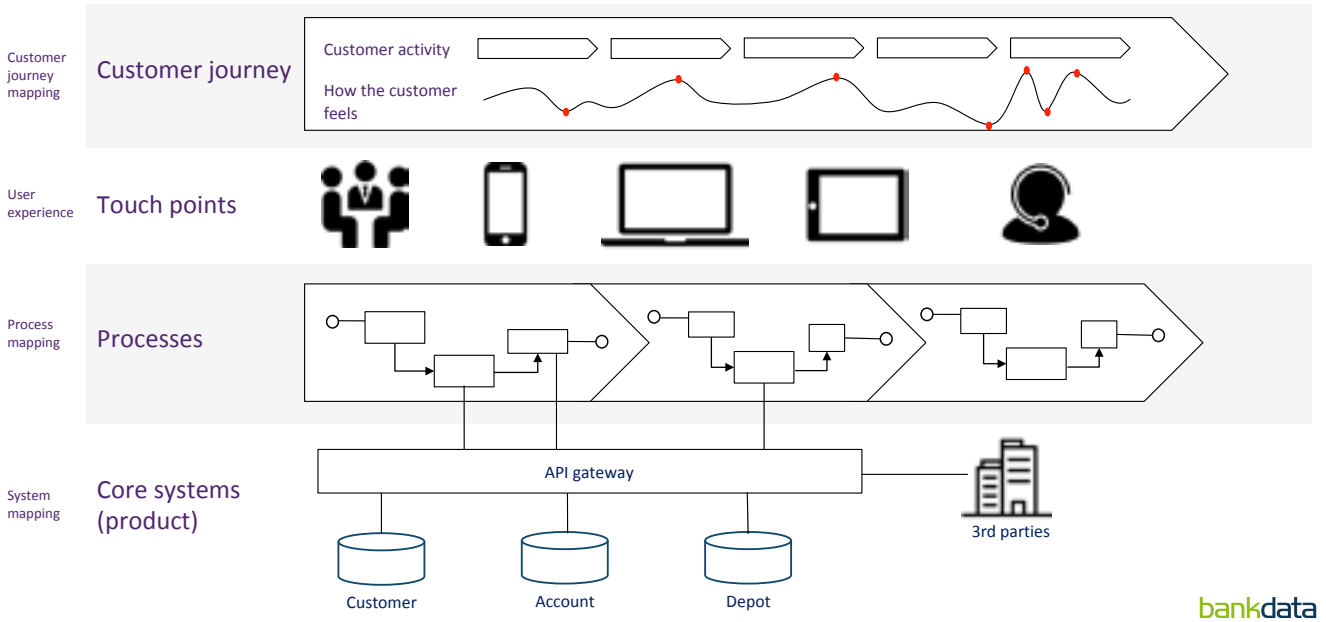 Customer
journey
mapping
Customer journey
Customer activity
How the customer
feels
User
experience
Touch points
Process
mapping
Processes
System
mapping
Core systems
(product)
API gateway
3rd parties
Customer
Account
Depot
bankdata